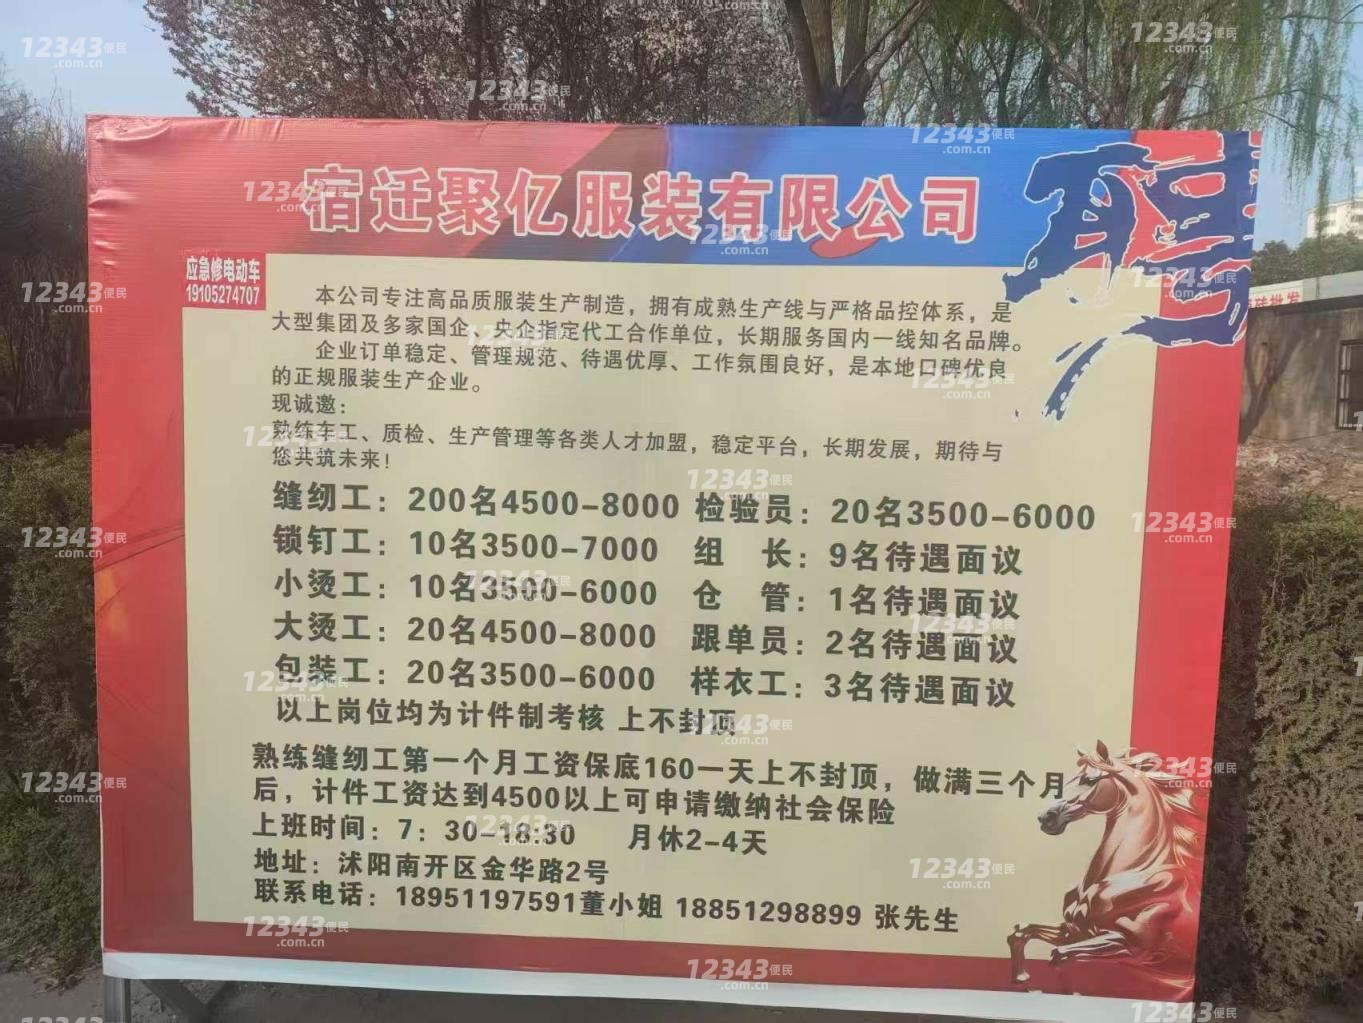 宿迁聚亿服装有限公司
聘
应急修电动车
19105274707
本公司专注高品质服装生产制造，拥有成熟生产线与严格品控体系，是
大型集团及多家国企、央企指定代工合作单位，长期服务国内一线知名品牌。
企业订单稳定、管理规范、待遇优厚、工作氛围良好，是本地口碑优良
的正规服装生产企业。
现诚邀：
熟练车工、质检、生产管理等各类人才加盟，稳定平台，长期发展，期待与
您共筑未来！
缝纫工：200名4500-8000 检验员：20名3500-6000
锁钉工：10名3500-7000 组 长：9名待遇面议
小烫工：10名3500-6000 仓 管：1名待遇面议
大烫工：20名4500-8000 跟单员：2名待遇面议
包装工：20名3500-6000 样衣工：3名待遇面议
以上岗位均为计件制考核 上不封顶
熟练缝纫工第一个月工资保底160一天上不封顶，做满三个月
后，计件工资达到4500以上可申请缴纳社会保险
上班时间：7：30-18:30 月休2-4天
地址：沭阳南开区金华路2号
联系电话：18951197591董小姐 18851298899 张先生
12343便民
.com.cn